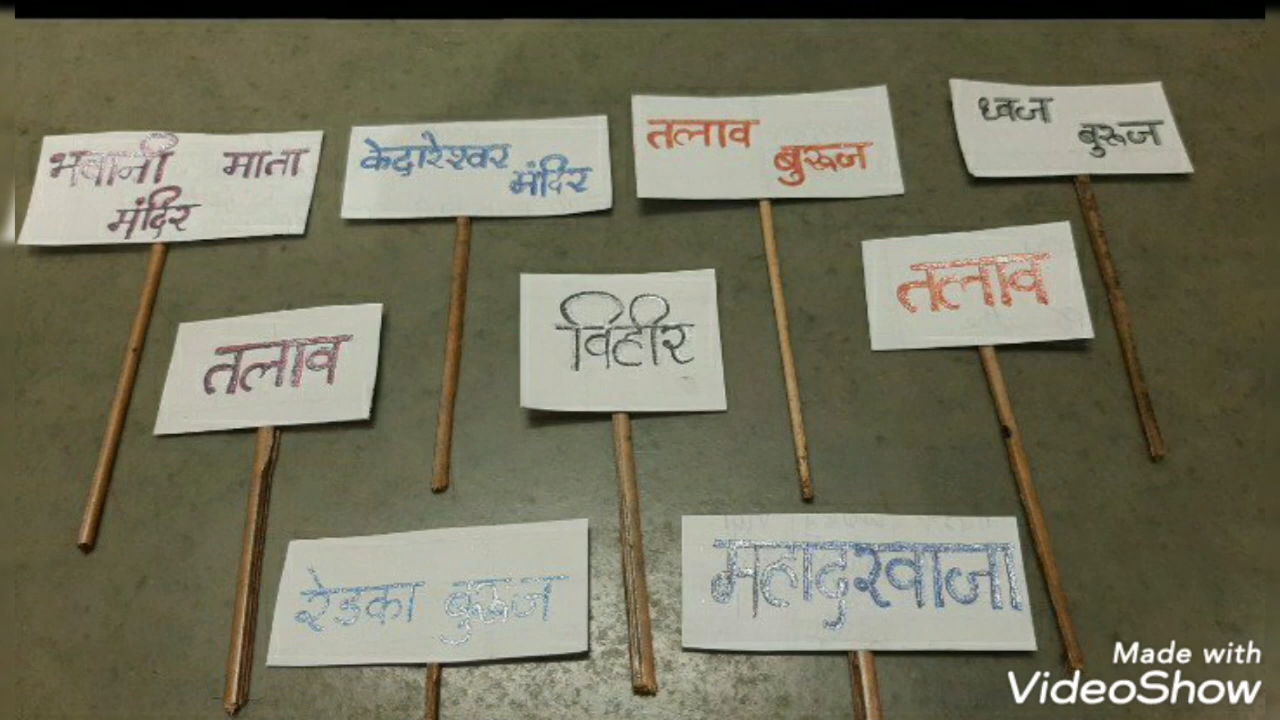 भवानी माता
मंदिर
केदारेश्वर
मंदिर
तलाव
बुरूज
ध्वज
बुरूज
तलाव
विहीर
तलाव
रेडका बुरूज
महादरवाजा
Made with
VideoShow